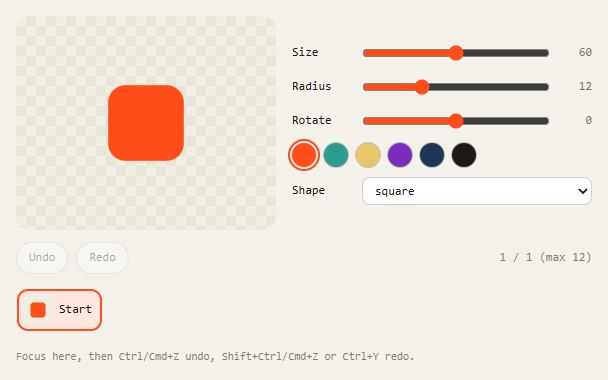 Size 60
Radius 12
Rotate 0
Shape square
Undo Redo 1 / 1 (max 12)
Start
Focus here, then Ctrl/Cmd+Z undo, Shift+Ctrl/Cmd+Z or Ctrl+Y redo.